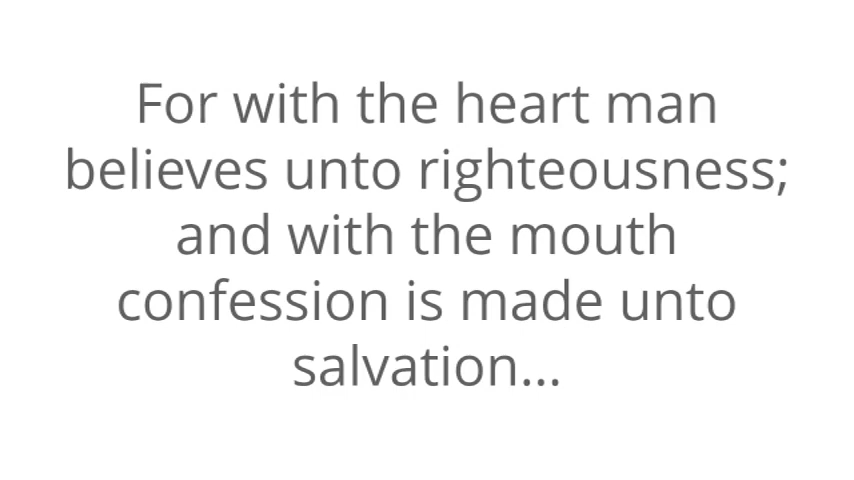 For with the heart man
believes unto righteousness;
and with the mouth
confession is made unto
salvation...